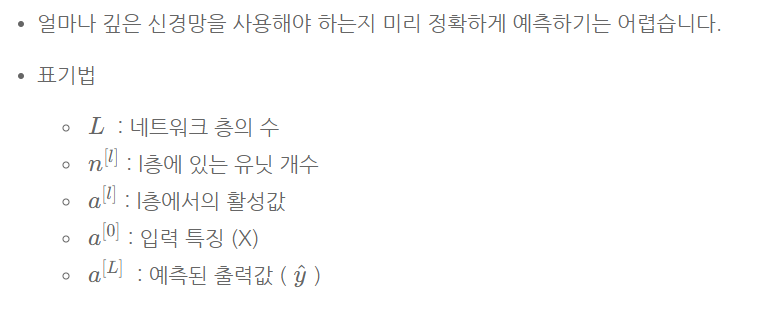 • 얼마나 깊은 신경망을 사용해야 하는지 미리 정확하게 예측하기는 어렵습니다.
• 표기법
◦ L : 네트워크 층의 수
◦ n^[l] : l층에 있는 유닛 개수
◦ a^[l] : l층에서의 활성값
◦ a^[0] : 입력 특징 (X)
◦ a^[L] : 예측된 출력값 ( ŷ )